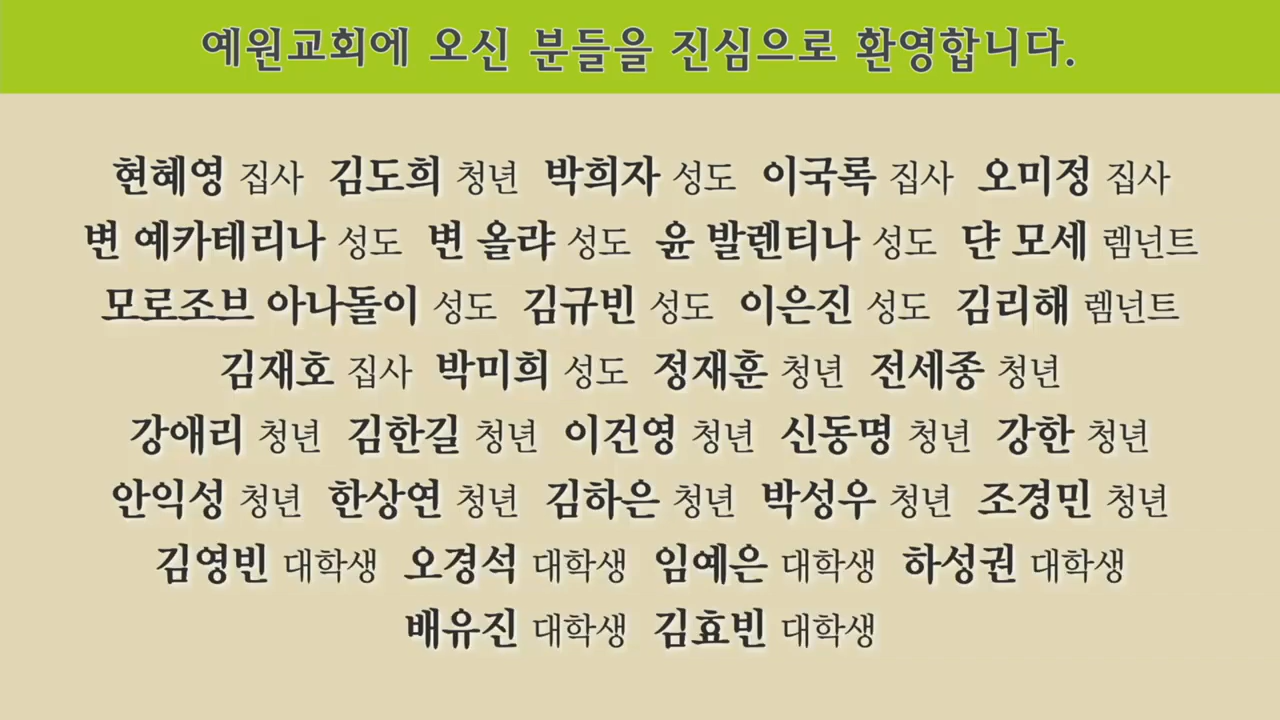 예원교회에 오신 분들을 진심으로 환영합니다.
현혜영 집사 김도희 청년 박희자 성도 이국록 집사 오미정 집사
변 예카테리나 성도 변 올랴 성도 윤 발렌티나 성도 댠 모세 렘넌트
모로조브 아나돌이 성도 김규빈 성도 이은진 성도 김리해 렘넌트
김재호 집사 박미희 성도 정재훈 청년 전세종 청년
강애리 청년 김한길 청년 이건영 청년 신동명 청년 강한 청년
안익성 청년 한상연 청년 김하은 청년 박성우 청년 조경민 청년
김영빈 대학생 오경석 대학생 임예은 대학생 하성권 대학생
배유진 대학생 김효빈 대학생